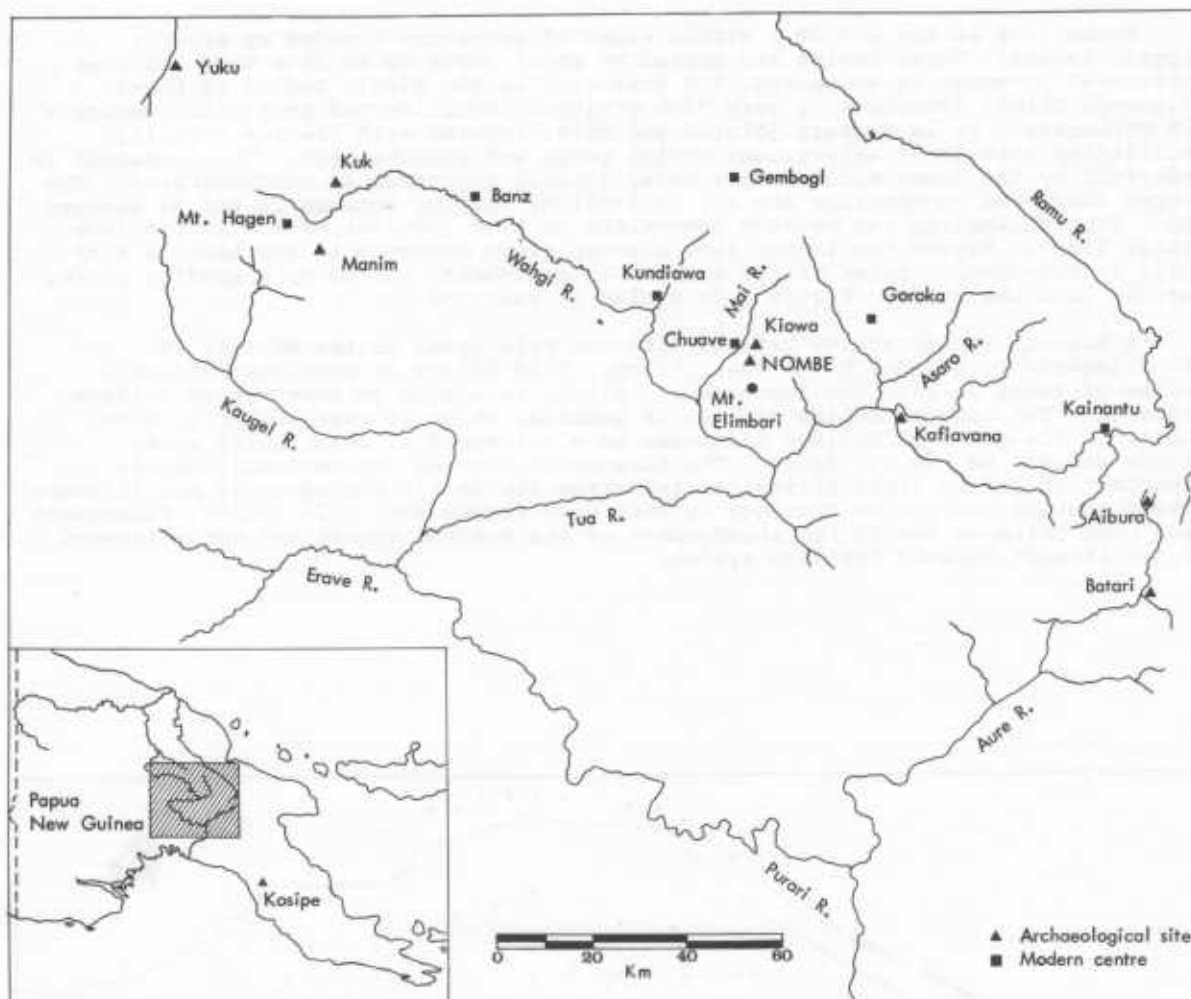 Yuku
Kuk
Banz
Gembogl
Mt. Hagen
Manim
Wahgi R.
Ramu R.
Kundiawa
Mai R.
Goroka
Chuave
Kiowa
NOMBE
Asaro R.
Mt.
Elimbari
Kafiavana
Kainantu
Kaugel R.
Tua R.
Aibura
Erave R.
Batari
Aure R.
Papua
New Guinea
Kosipe
Purari R.
0 20 40 60
Km
▲ Archaeological site
■ Modern centre